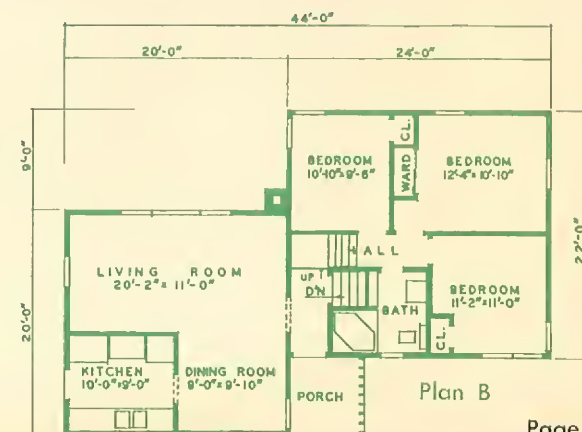 44'-0"
20'-0"
24'-0"
9'-0"
22'-0"
20'-0"
BEDROOM
10'-10"=9'-6"
CL.
WARD
BEDROOM
12'-4"=10'-10"
HALL
LIVING ROOM
20'-2"=11'-0"
UP
D'N
BATH
BEDROOM
11'-2"=11'-0"
CL.
KITCHEN
10'-0"=9'-0"
DINING ROOM
9'-0"=9'-10"
PORCH
Plan B
Page